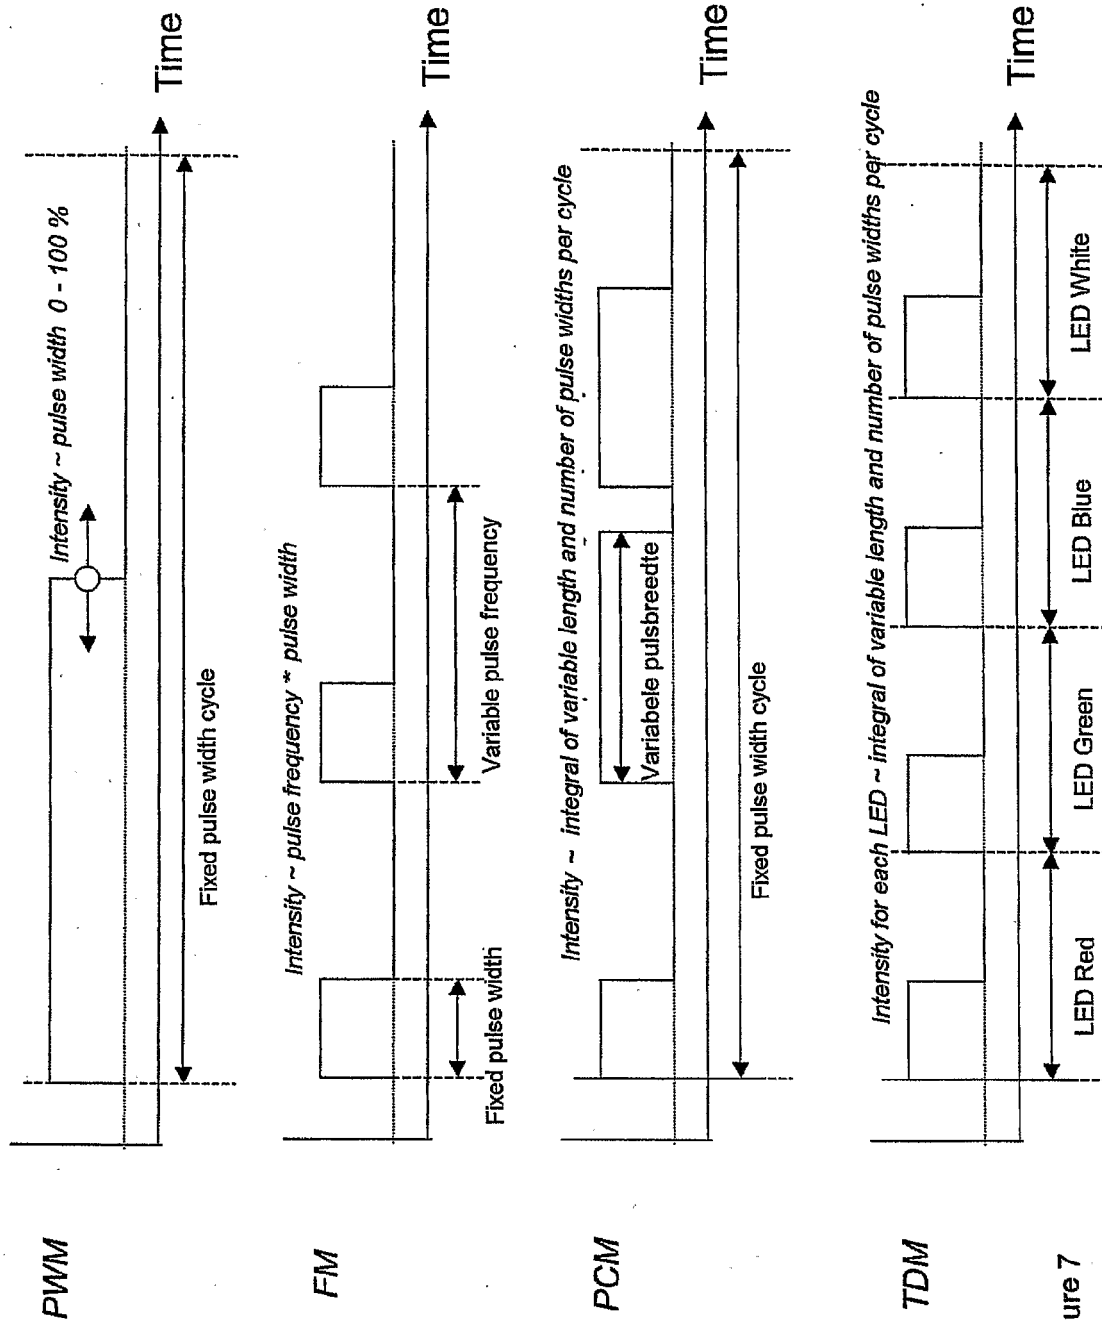 PWM
Intensity ~ pulse width 0 - 100 %
Time
Fixed pulse width cycle
FM
Intensity ~ pulse frequency * pulse width
Time
Fixed pulse width
Variable pulse frequency
PCM
Intensity ~ integral of variable length and number of pulse widths per cycle
Variabele pulsbreedte
Time
Fixed pulse width cycle
TDM
Intensity for each LED ~ integral of variable length and number of pulse widths per cycle
Time
LED Red
LED Green
LED Blue
LED White
ure 7